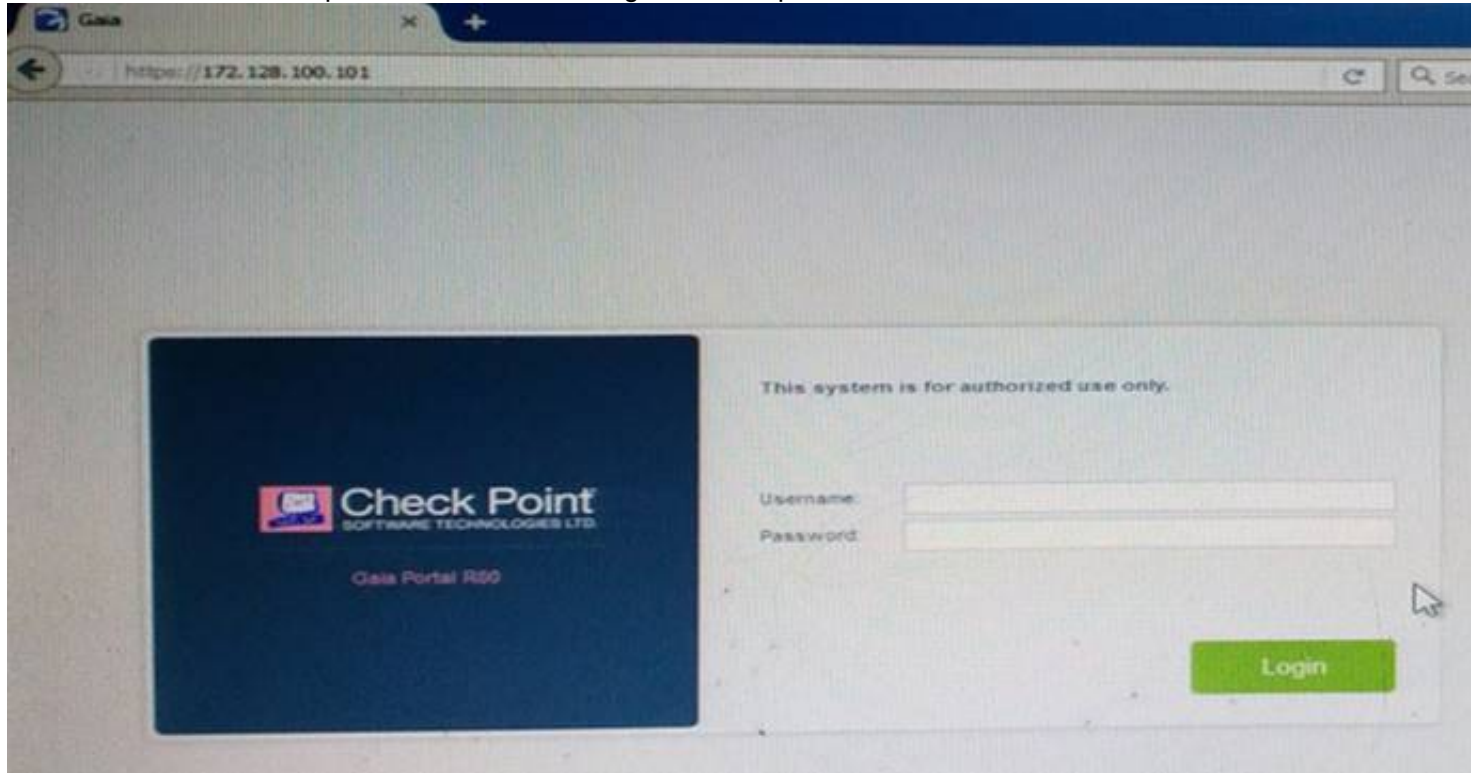 Gaia
https://172.128.100.101
This system is for authorized use only.
Check Point
SOFTWARE TECHNOLOGIES LTD.
Gaia Portal R80
Username:
Password:
Login